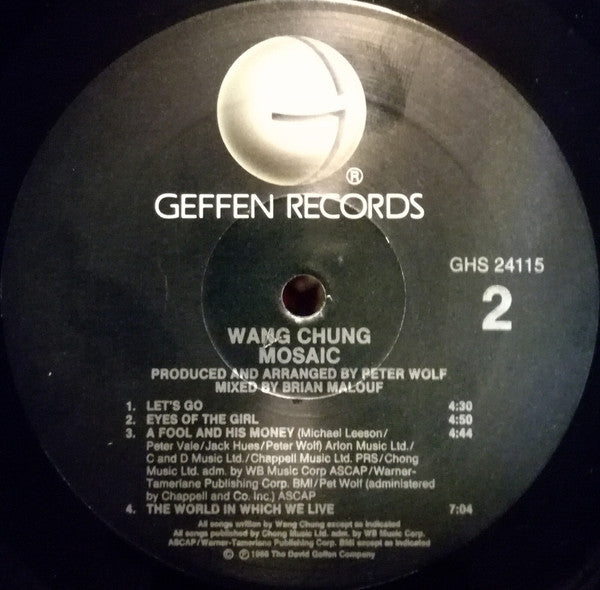 ®
GEFFEN RECORDS
GHS 24115
2
WANG CHUNG
MOSAIC
PRODUCED AND ARRANGED BY PETER WOLF
MIXED BY BRIAN MALOUF
1. LET'S GO 4:30
2. EYES OF THE GIRL 4:50
3. A FOOL AND HIS MONEY (Michael Leeson/ 4:44
Peter Vale/Jack Hues/Peter Wolf) Arlon Music Ltd./
C and D Music Ltd./Chappell Music Ltd. PRS/Chong
Music Ltd. adm. by WB Music Corp ASCAP/Warner-
Tamerlane Publishing Corp. BMI/Pet Wolf (administered
by Chappell and Co. Inc.) ASCAP
4. THE WORLD IN WHICH WE LIVE 7:04
All songs written by Wang Chung except as indicated
All songs published by Chong Music Ltd. adm. by WB Music Corp.
ASCAP/Warner-Tamerlane Publishing Corp. BMI except as indicated
© ℗ 1986 The David Geffen Company